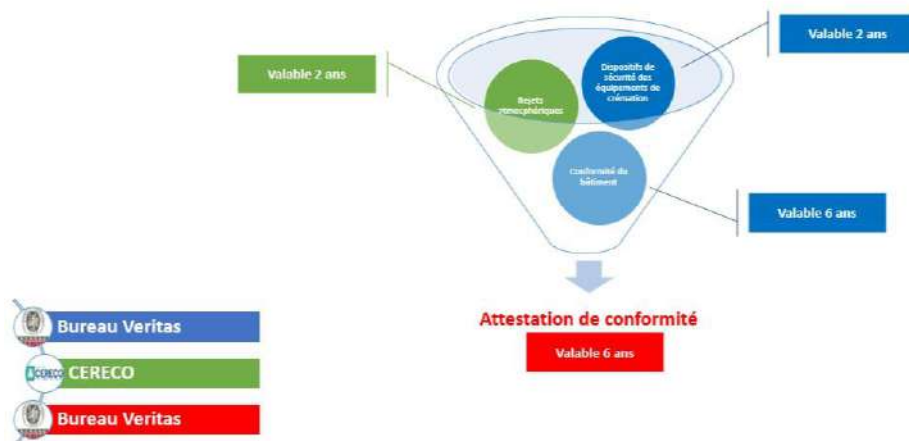 Valable 2 ans
Valable 2 ans
Dispositifs de
sécurité des
équipements de
crémation
Rejets
atmosphériques
Conformité du
bâtiment
Valable 6 ans
Attestation de conformité
Valable 6 ans
Bureau Veritas
CERECO CERECO
Bureau Veritas